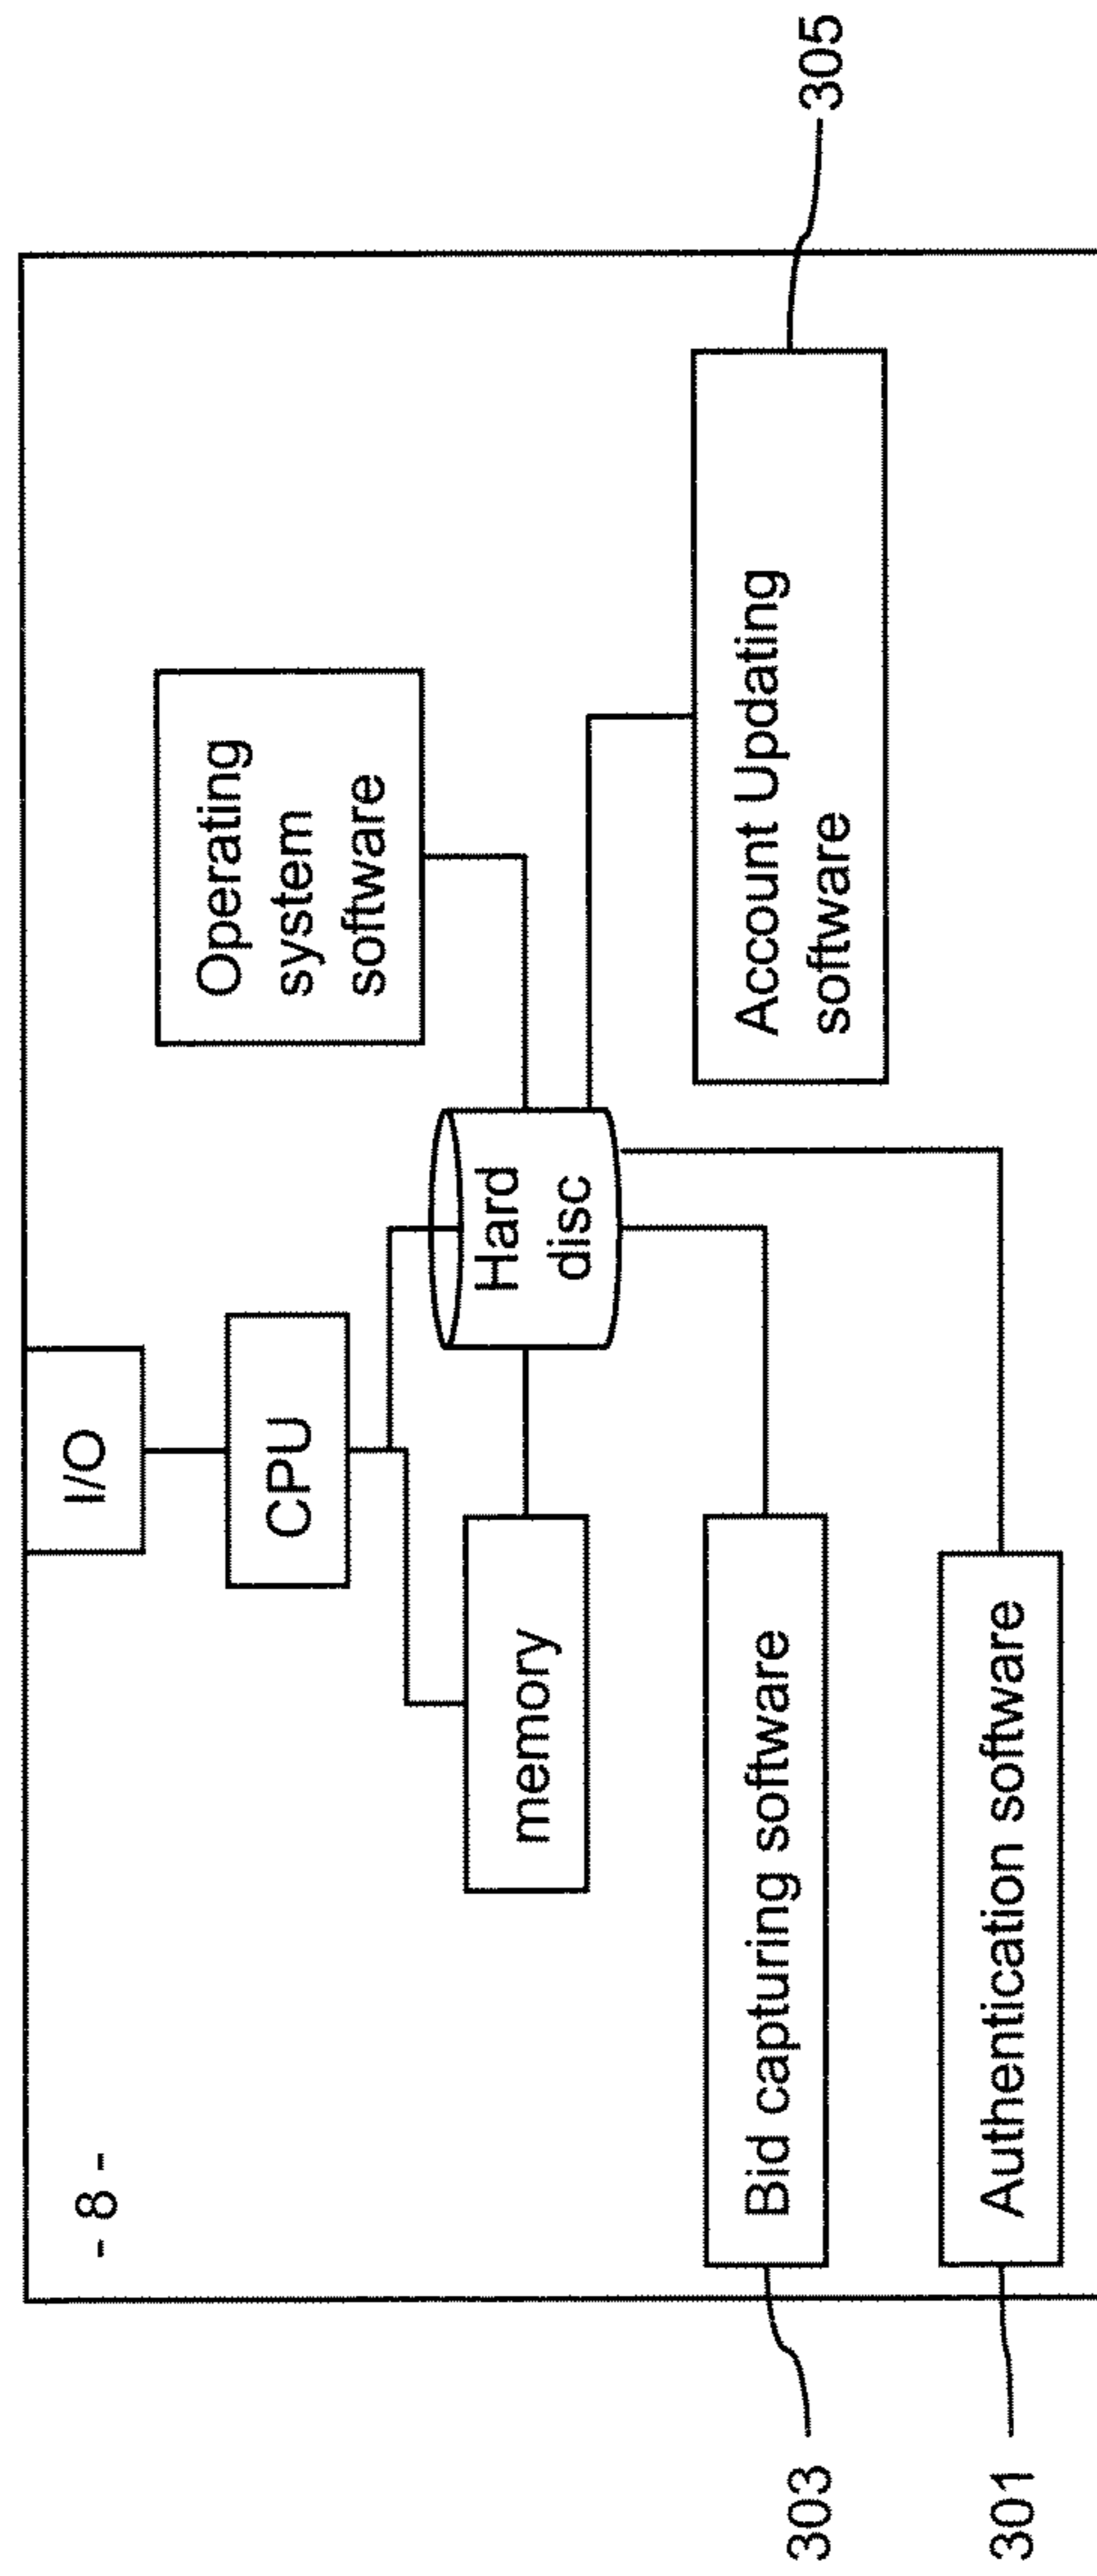 - 8 -
I/O
CPU
memory
Hard
disc
Operating
system
software
Bid capturing software
Account Updating
software
Authentication software
303
301
305